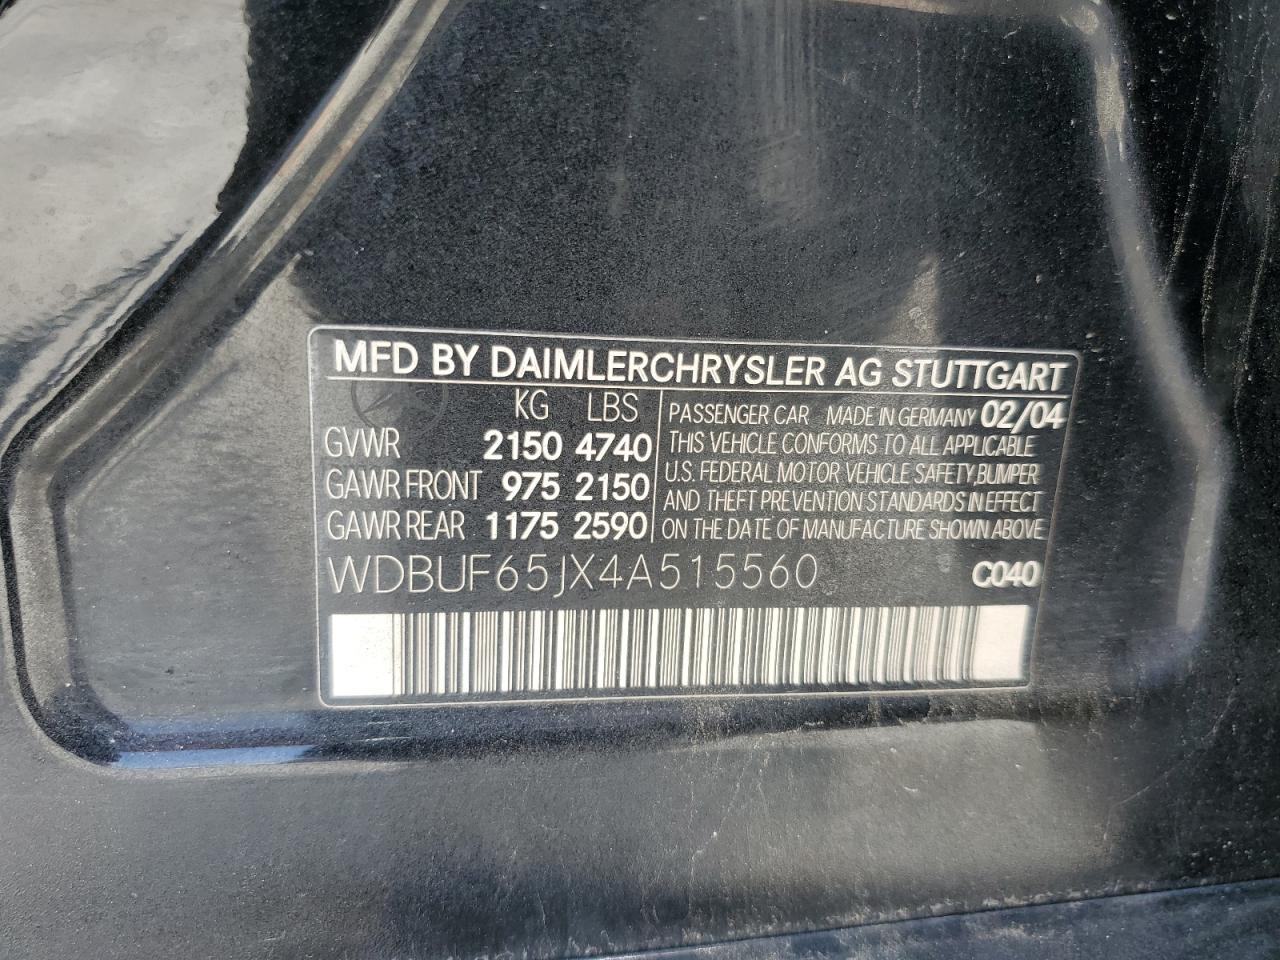 MFD BY DAIMLERCHRYSLER AG STUTTGART
KG LBS
GVWR 2150 4740
GAWR FRONT 975 2150
GAWR REAR 1175 2590
PASSENGER CAR MADE IN GERMANY 02/04
THIS VEHICLE CONFORMS TO ALL APPLICABLE
U.S. FEDERAL MOTOR VEHICLE SAFETY,BUMPER
AND THEFT PREVENTION STANDARDS IN EFFECT
ON THE DATE OF MANUFACTURE SHOWN ABOVE
WDBUF65JX4A515560 C040